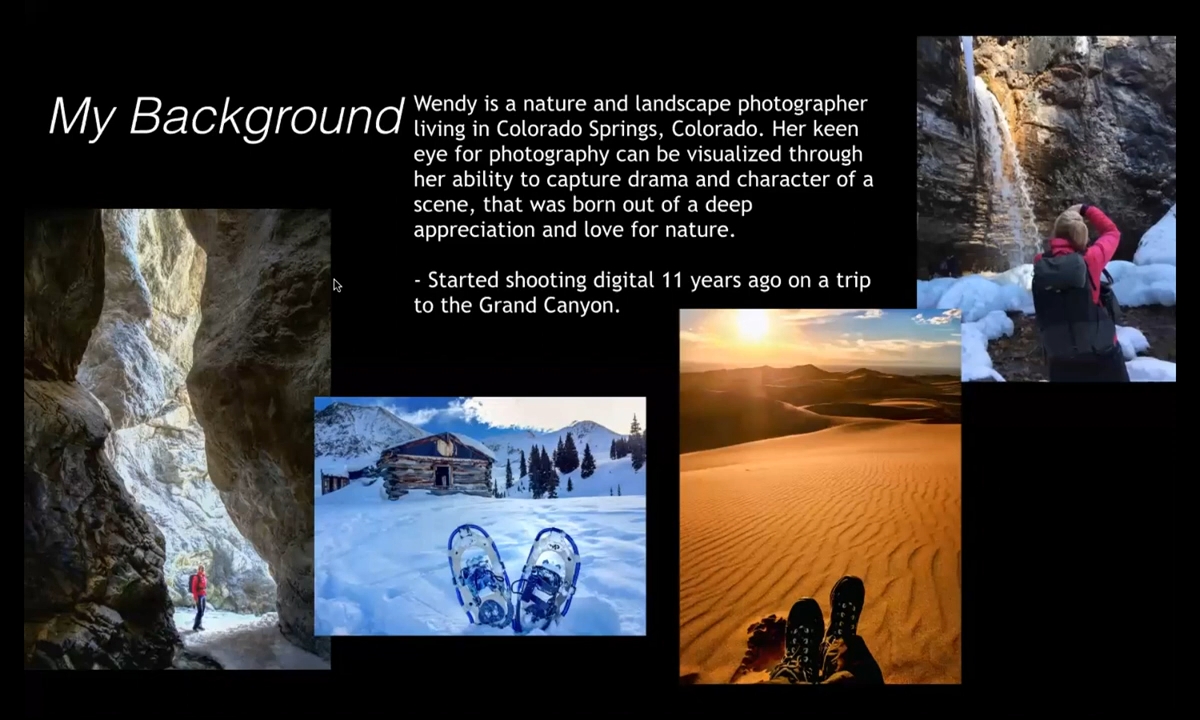 My Background
Wendy is a nature and landscape photographer
living in Colorado Springs, Colorado. Her keen
eye for photography can be visualized through
her ability to capture drama and character of a
scene, that was born out of a deep
appreciation and love for nature.
- Started shooting digital 11 years ago on a trip
to the Grand Canyon.